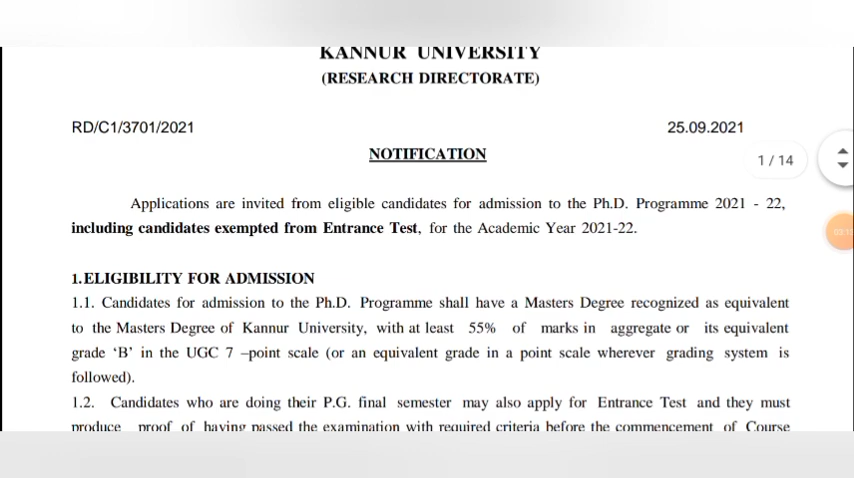 KANNUR UNIVERSITY
(RESEARCH DIRECTORATE)
RD/C1/3701/2021 25.09.2021
NOTIFICATION
1 / 14
Applications are invited from eligible candidates for admission to the Ph.D. Programme 2021 - 22,
including candidates exempted from Entrance Test, for the Academic Year 2021-22.
1.ELIGIBILITY FOR ADMISSION
1.1. Candidates for admission to the Ph.D. Programme shall have a Masters Degree recognized as equivalent
to the Masters Degree of Kannur University, with at least 55% of marks in aggregate or its equivalent
grade ‘B’ in the UGC 7 –point scale (or an equivalent grade in a point scale wherever grading system is
followed).
1.2. Candidates who are doing their P.G. final semester may also apply for Entrance Test and they must
produce proof of having passed the examination with required criteria before the commencement of Course